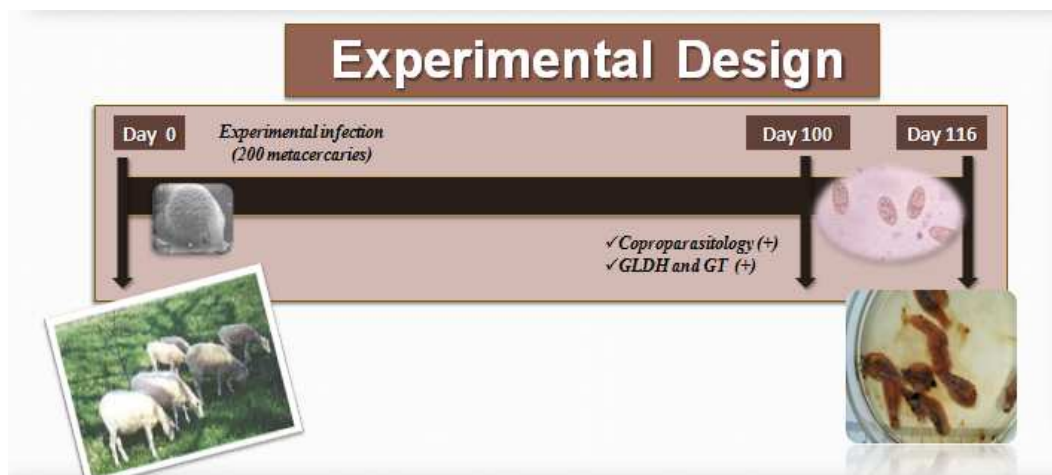 Experimental Design
Day 0
Experimental infection
(200 metacercaries)
Day 100
Day 116
✓Coproparasitology (+)
✓GLDH and GT (+)